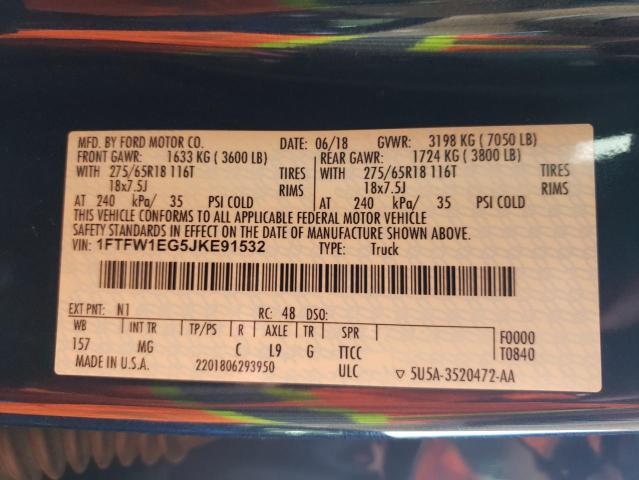 MFD. BY FORD MOTOR CO. DATE: 06/18 GVWR: 3198 KG ( 7050 LB)
FRONT GAWR: 1633 KG ( 3600 LB) REAR GAWR: 1724 KG ( 3800 LB)
WITH 275/65R18 116T TIRES WITH 275/65R18 116T TIRES
18x7.5J RIMS 18x7.5J RIMS
AT 240 kPa/ 35 PSI COLD AT 240 kPa/ 35 PSI COLD
THIS VEHICLE CONFORMS TO ALL APPLICABLE FEDERAL MOTOR VEHICLE
SAFETY STANDARDS IN EFFECT ON THE DATE OF MANUFACTURE SHOWN ABOVE.
VIN: 1FTFW1EG5JKE91532 TYPE: Truck
EXT PNT: N1 RC: 48 DSO:
WB INT TR TP/PS R AXLE TR SPR F0000
157 MG C L9 G TTCC T0840
MADE IN U.S.A. 2201806293950 ULC ▽ 5U5A-3520472-AA